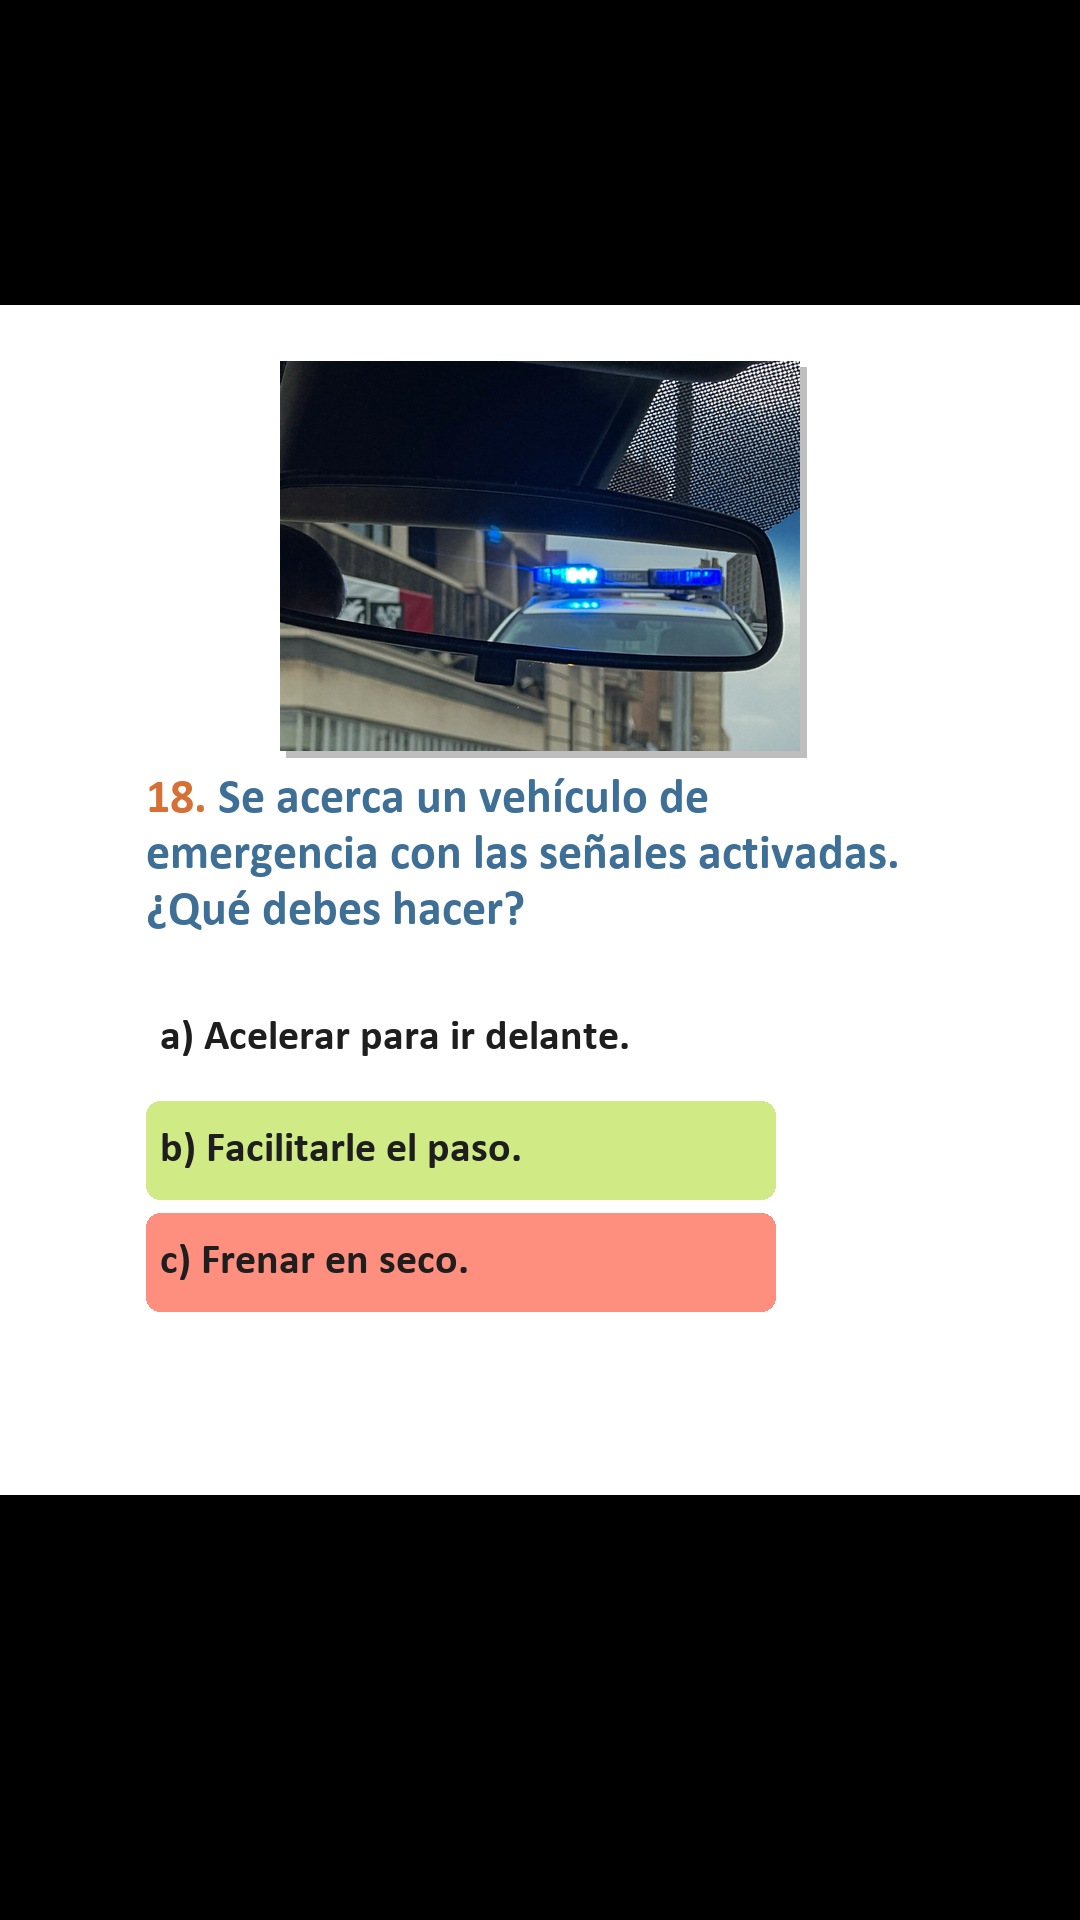 18. Se acerca un vehículo de
emergencia con las señales activadas.
¿Qué debes hacer?
a) Acelerar para ir delante.
b) Facilitarle el paso.
c) Frenar en seco.